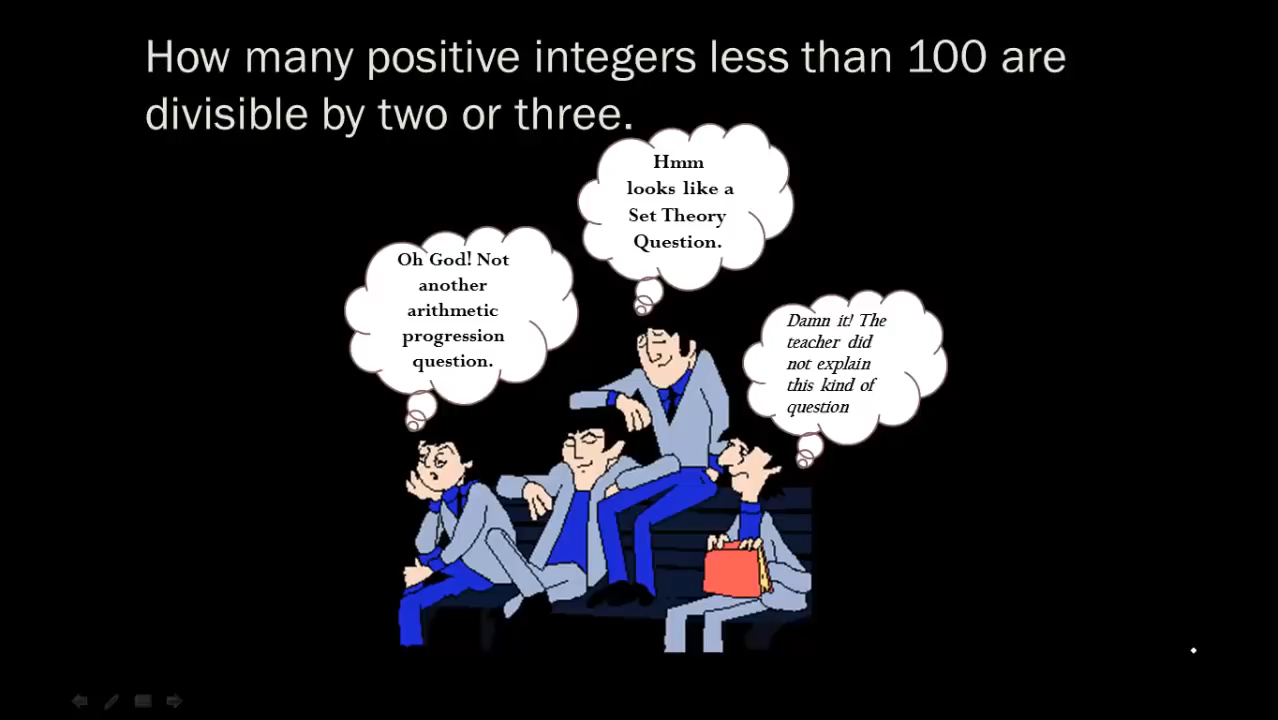 How many positive integers less than 100 are
divisible by two or three.
Hmm
looks like a
Set Theory
Question.
Oh God! Not
another
arithmetic
progression
question.
Damn it! The
teacher did
not explain
this kind of
question